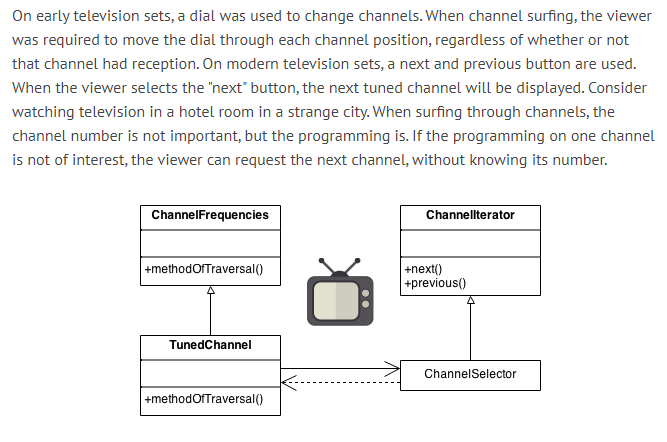 On early television sets, a dial was used to change channels. When channel surfing, the viewer
was required to move the dial through each channel position, regardless of whether or not
that channel had reception. On modern television sets, a next and previous button are used.
When the viewer selects the "next" button, the next tuned channel will be displayed. Consider
watching television in a hotel room in a strange city. When surfing through channels, the
channel number is not important, but the programming is. If the programming on one channel
is not of interest, the viewer can request the next channel, without knowing its number.
ChannelFrequencies
+methodOfTraversal()
ChannelIterator
+next()
+previous()
TunedChannel
+methodOfTraversal()
ChannelSelector